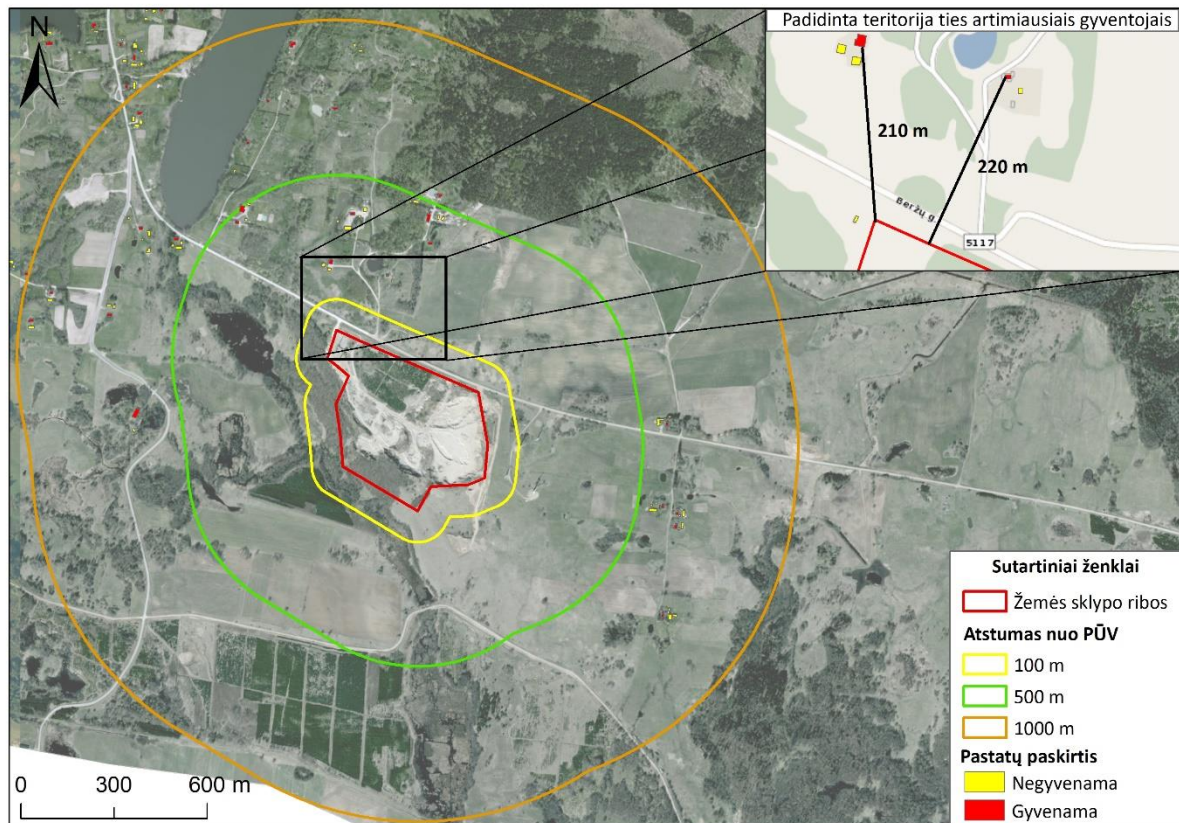 N
Padidinta teritorija ties artimiausiais gyventojais
210 m
220 m
Beržų g.
5117
Sutartiniai ženklai
Žemės sklypo ribos
Atstumas nuo PŪV
100 m
500 m
1000 m
Pastatų paskirtis
Negyvenama
Gyvenama
0 300 600 m